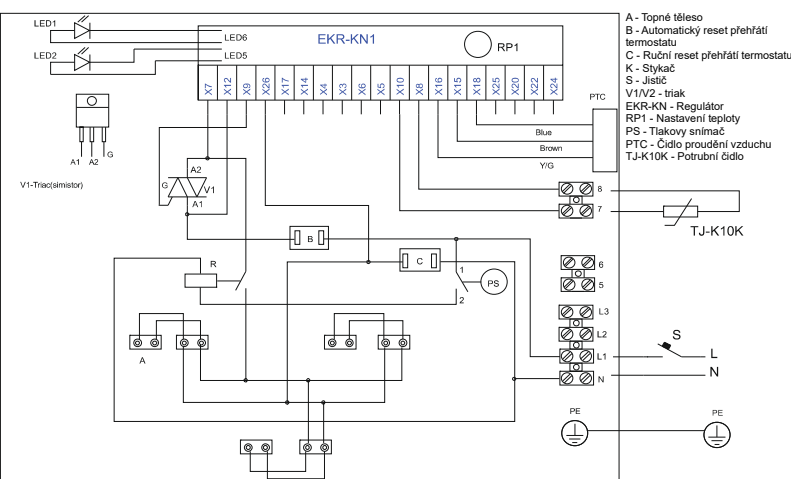 LED1
LED6
LED2
LED5
EKR-KN1
RP1
X7
X12
X9
X26
X17
X14
X4
X3
X6
X5
X10
X8
X16
X15
X18
X25
X20
X22
X24
PTC
Blue
Brown
Y/G
A - Topné těleso
B - Automatický reset přehřátí
termostatu
C - Ruční reset přehřátí termostatu
K - Stykač
S - Jistič
V1/V2 - triak
EKR-KN - Regulátor
RP1 - Nastavení teploty
PS - Tlakovy snímač
PTC - Čidlo proudění vzduchu
TJ-K10K - Potrubní čidlo
A1 A2 G
V1-Triac(simistor)
A2
G
V1
A1
8
7
TJ-K10K
B
C
R
1
PS
2
6
5
L3
L2
L1
N
S
L
N
A
PE
PE